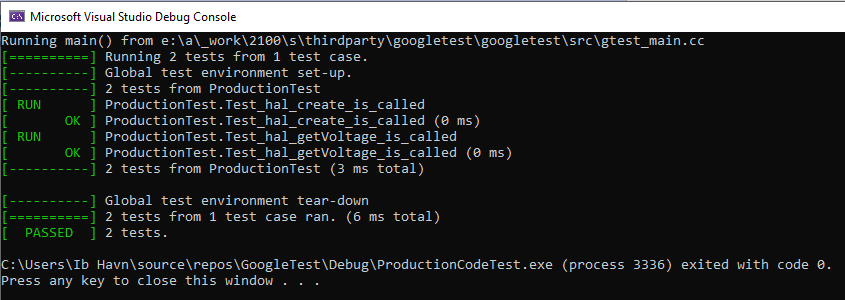 Microsoft Visual Studio Debug Console
Running main() from e:\a\_work\2100\s\thirdparty\googletest\googletest\src\gtest_main.cc
[==========] Running 2 tests from 1 test case.
[----------] Global test environment set-up.
[----------] 2 tests from ProductionTest
[ RUN      ] ProductionTest.Test_hal_create_is_called
[       OK ] ProductionTest.Test_hal_create_is_called (0 ms)
[ RUN      ] ProductionTest.Test_hal_getVoltage_is_called
[       OK ] ProductionTest.Test_hal_getVoltage_is_called (0 ms)
[----------] 2 tests from ProductionTest (3 ms total)
[----------] Global test environment tear-down
[==========] 2 tests from 1 test case ran. (6 ms total)
[  PASSED  ] 2 tests.
C:\Users\Ib Havn\source\repos\GoogleTest\Debug\ProductionCodeTest.exe (process 3336) exited with code 0.
Press any key to close this window . . .